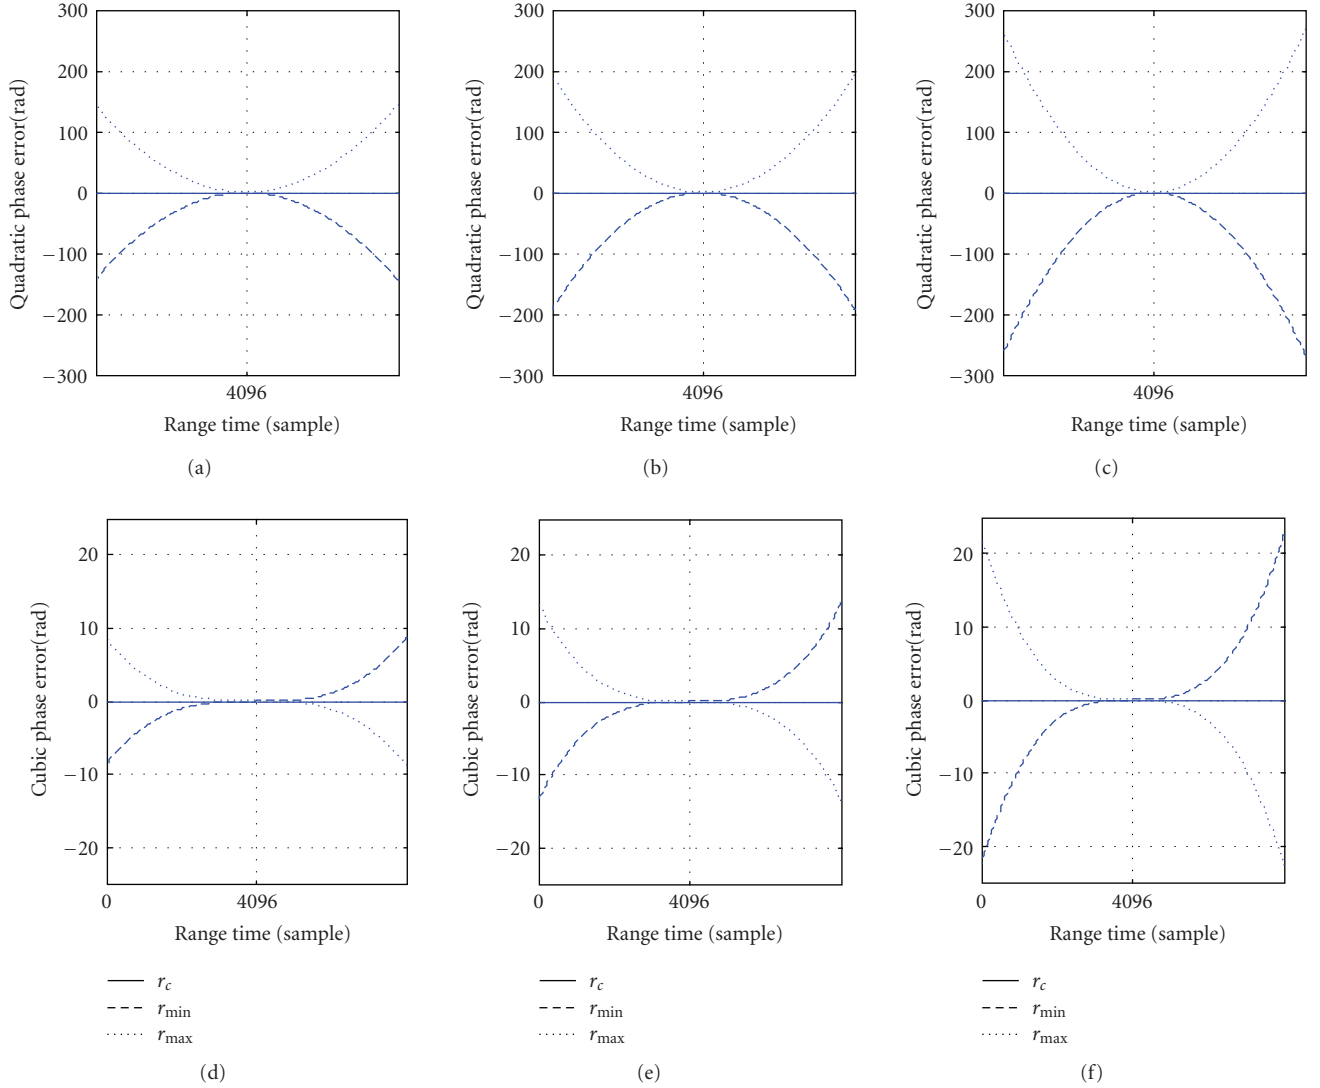 300
200
100
0
−100
−200
−300
Quadratic phase error(rad)
4096
Range time (sample)
(a)
300
200
100
0
−100
−200
−300
Quadratic phase error(rad)
4096
Range time (sample)
(b)
300
200
100
0
−100
−200
−300
Quadratic phase error(rad)
4096
Range time (sample)
(c)
20
10
0
−10
−20
Cubic phase error(rad)
0 4096
Range time (sample)
r_c
r_min
r_max
(d)
20
10
0
−10
−20
Cubic phase error(rad)
0 4096
Range time (sample)
r_c
r_min
r_max
(e)
20
10
0
−10
−20
Cubic phase error(rad)
0 4096
Range time (sample)
r_c
r_min
r_max
(f)